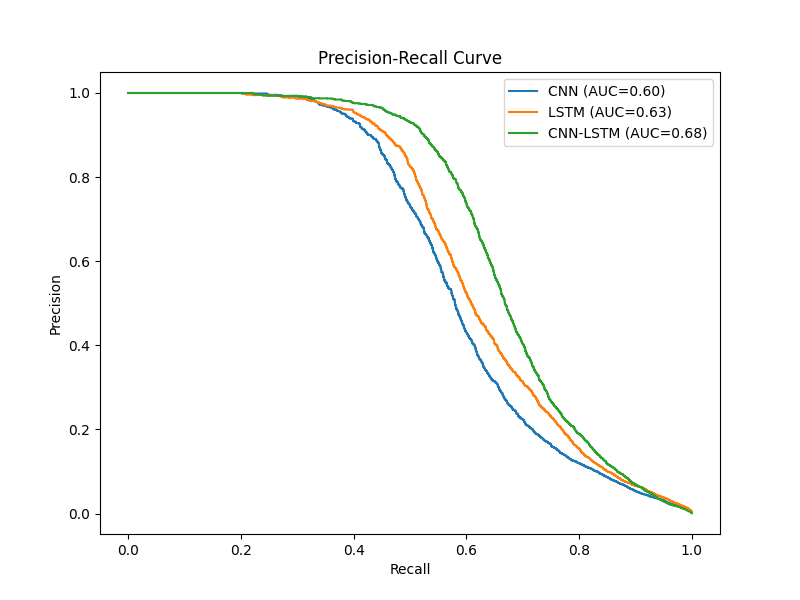 Precision-Recall Curve
CNN (AUC=0.60)
LSTM (AUC=0.63)
CNN-LSTM (AUC=0.68)
Precision
1.0
0.8
0.6
0.4
0.2
0.0
0.0 0.2 0.4 0.6 0.8 1.0
Recall